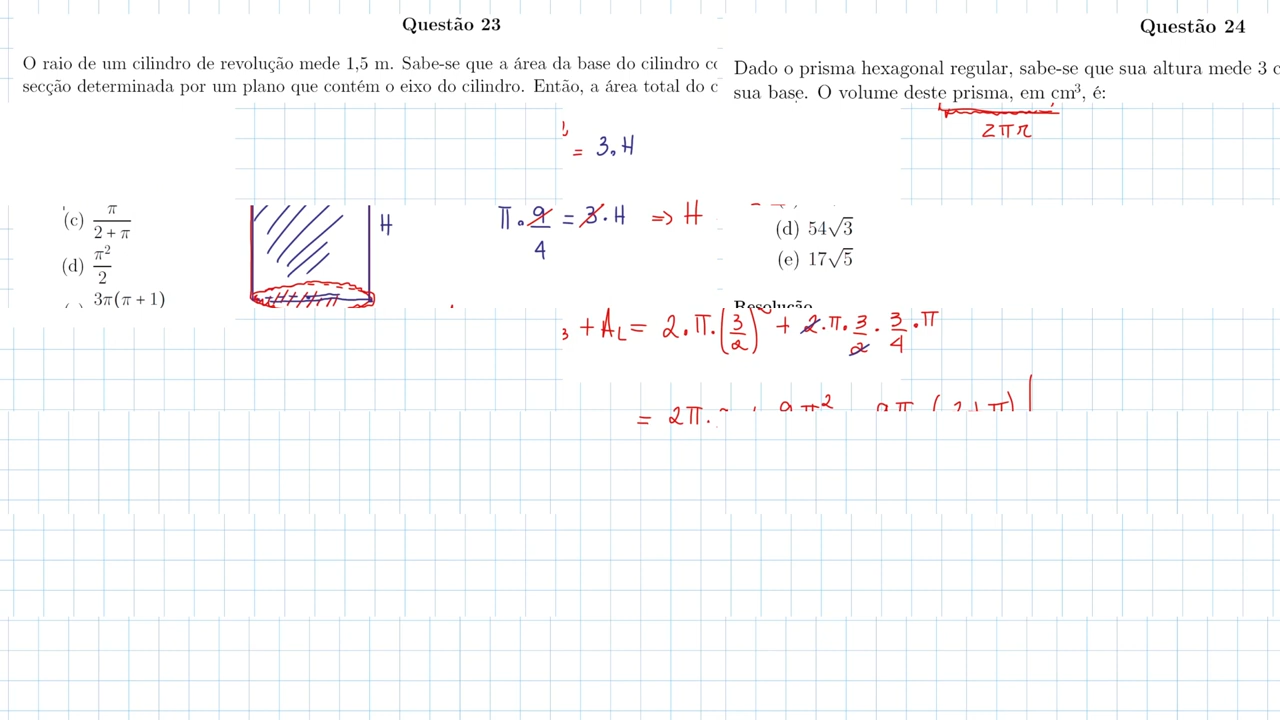 Questão 23
O raio de um cilindro de revolução mede 1,5 m. Sabe-se que a área da base do cilindro
secção determinada por um plano que contém o eixo do cilindro. Então, a área total do
= 3.H
(c) π/(2 + π)
(d) π²/2
3π(π + 1)
H
π · 9/4 = 3 · H ⇒ H
+ A_L = 2.π.(3/2)² + 2.π.3/2 . 3/4 .π
= 2π.
Questão 24
Dado o prisma hexagonal regular, sabe-se que sua altura mede 3
sua base. O volume deste prisma, em cm³, é:
2πr
(d) 54√3
(e) 17√5
Resolução